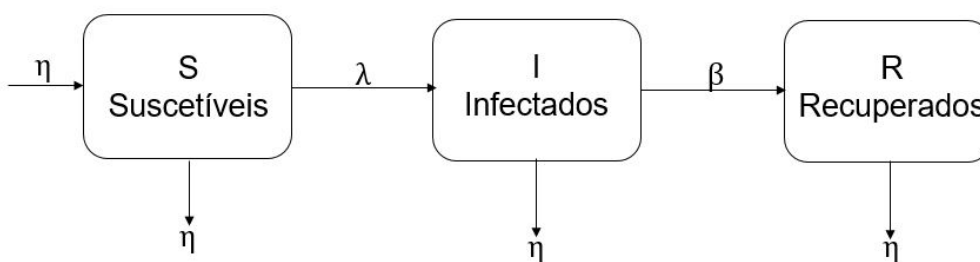 η
S
Suscetíveis
λ
I
Infectados
β
R
Recuperados
η
η
η